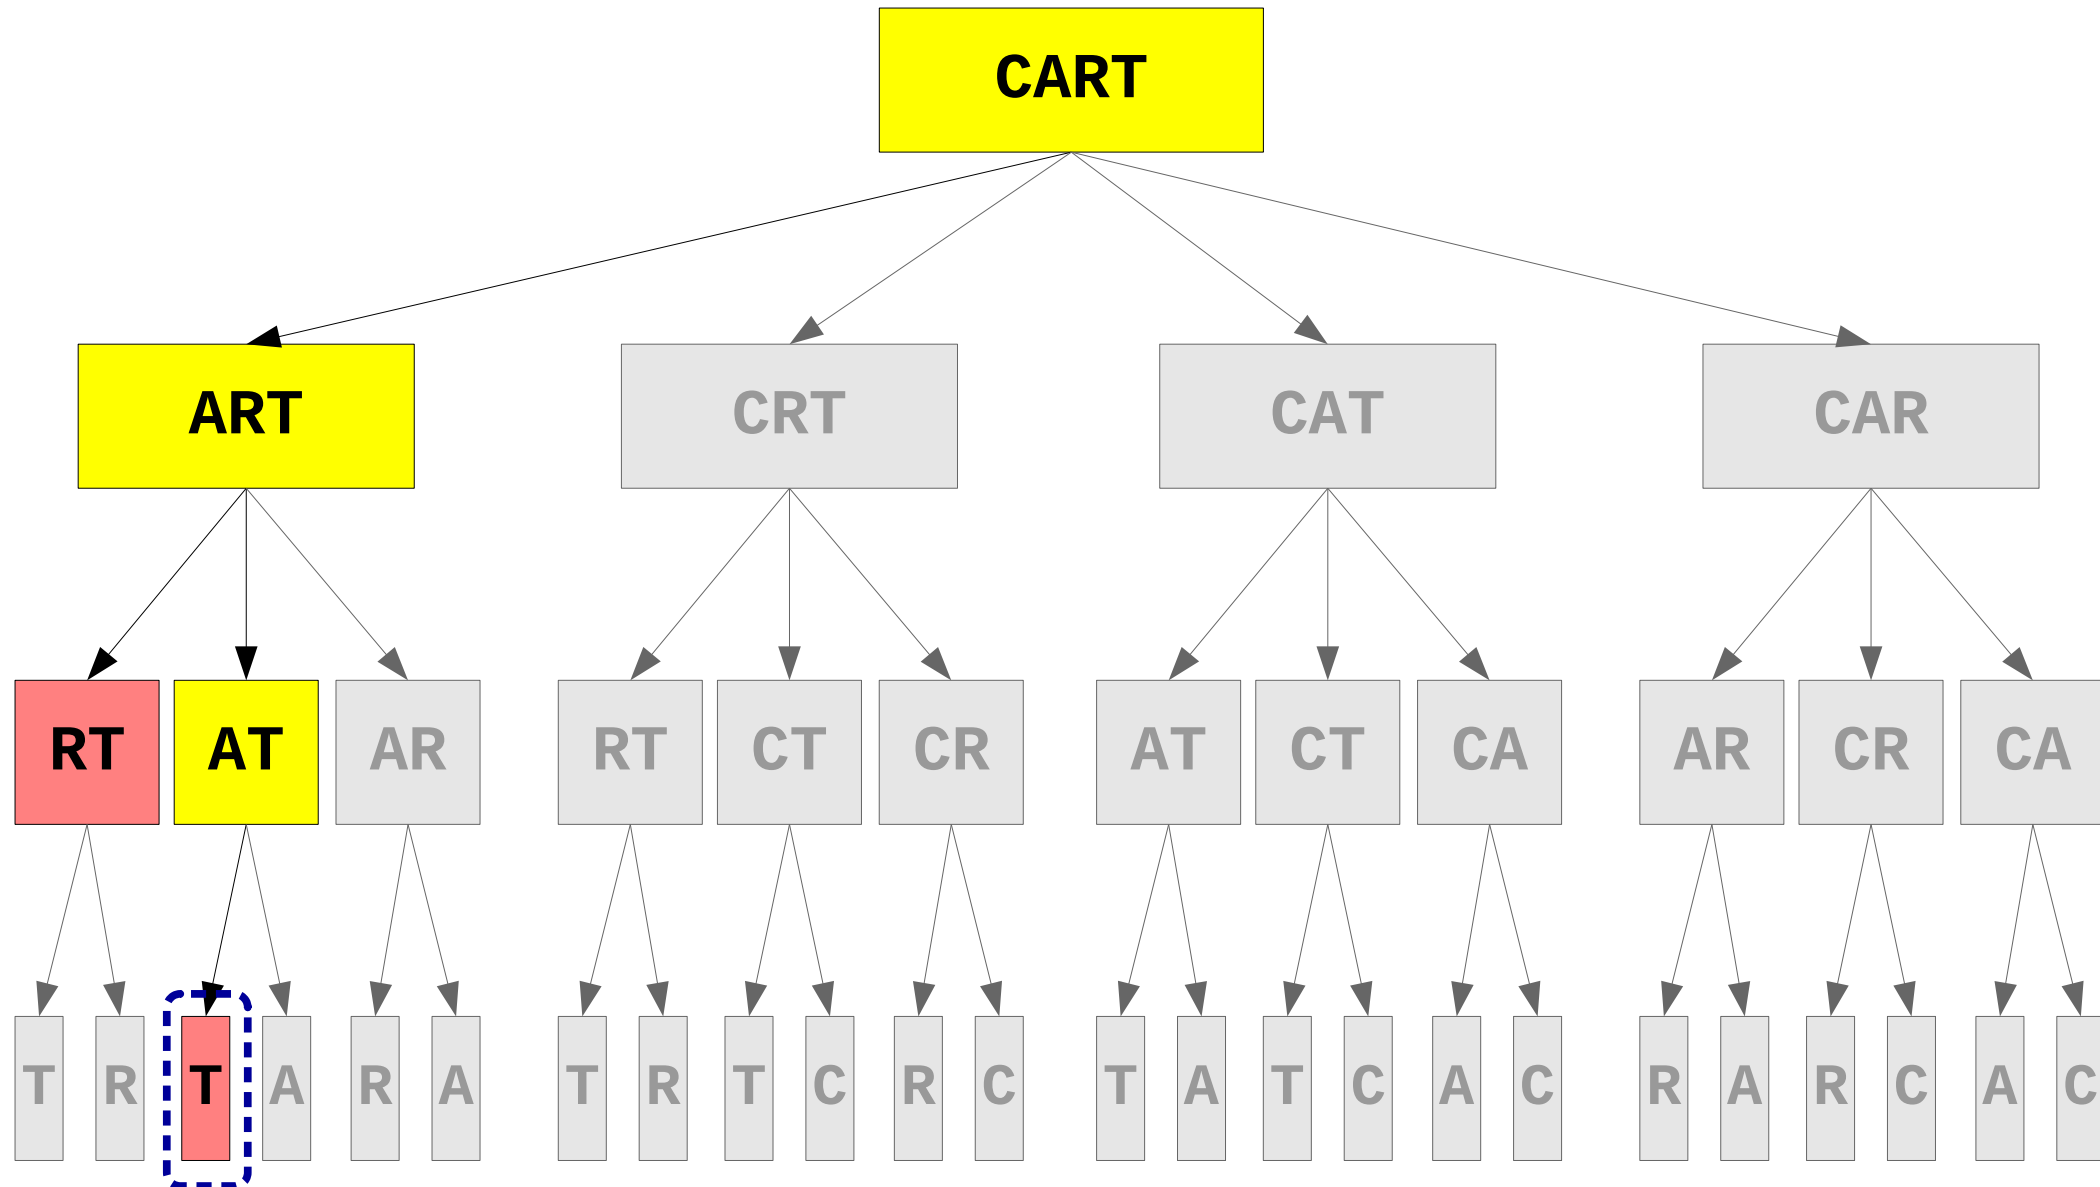 CART
ART CRT CAT CAR
RT AT AR RT CT CR AT CT CA AR CR CA
T R T A R A T R T C R C T A T C A C R A R C A C